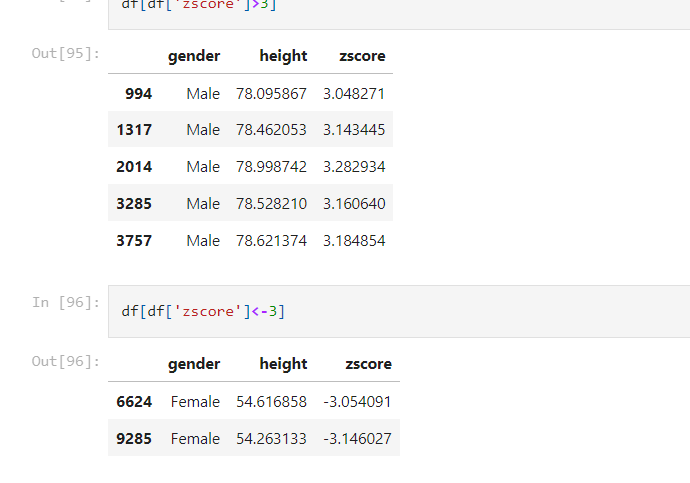 df[df['zscore']>3]
Out[95]:
gender height zscore
994 Male 78.095867 3.048271
1317 Male 78.462053 3.143445
2014 Male 78.998742 3.282934
3285 Male 78.528210 3.160640
3757 Male 78.621374 3.184854
In [96]: df[df['zscore']<-3]
Out[96]:
gender height zscore
6624 Female 54.616858 -3.054091
9285 Female 54.263133 -3.146027